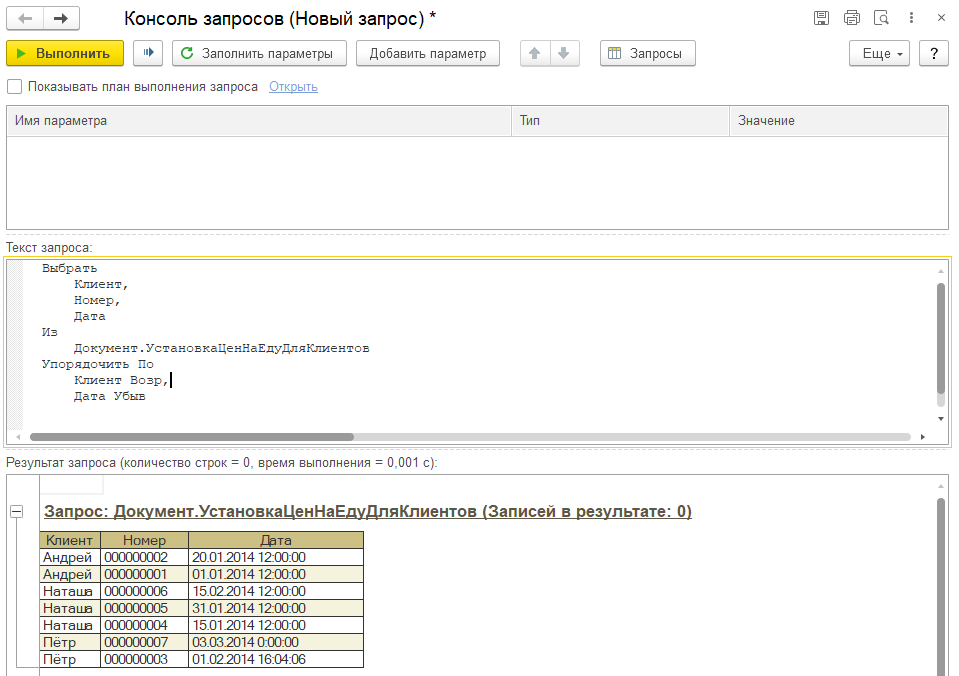 Консоль запросов (Новый запрос) *
Выполнить Заполнить параметры Добавить параметр Запросы Еще ?
Показывать план выполнения запроса Открыть
Имя параметра Тип Значение
Текст запроса:
Выбрать
Клиент,
Номер,
Дата
Из
Документ.УстановкаЦенНаЕдуДляКлиентов
Упорядочить По
Клиент Возр,
Дата Убыв
Результат запроса (количество строк = 0, время выполнения = 0,001 с):
Запрос: Документ.УстановкаЦенНаЕдуДляКлиентов (Записей в результате: 0)
Клиент Номер Дата
Андрей 000000002 20.01.2014 12:00:00
Андрей 000000001 01.01.2014 12:00:00
Наташа 000000006 15.02.2014 12:00:00
Наташа 000000005 31.01.2014 12:00:00
Наташа 000000004 15.01.2014 12:00:00
Пётр 000000007 03.03.2014 0:00:00
Пётр 000000003 01.02.2014 16:04:06